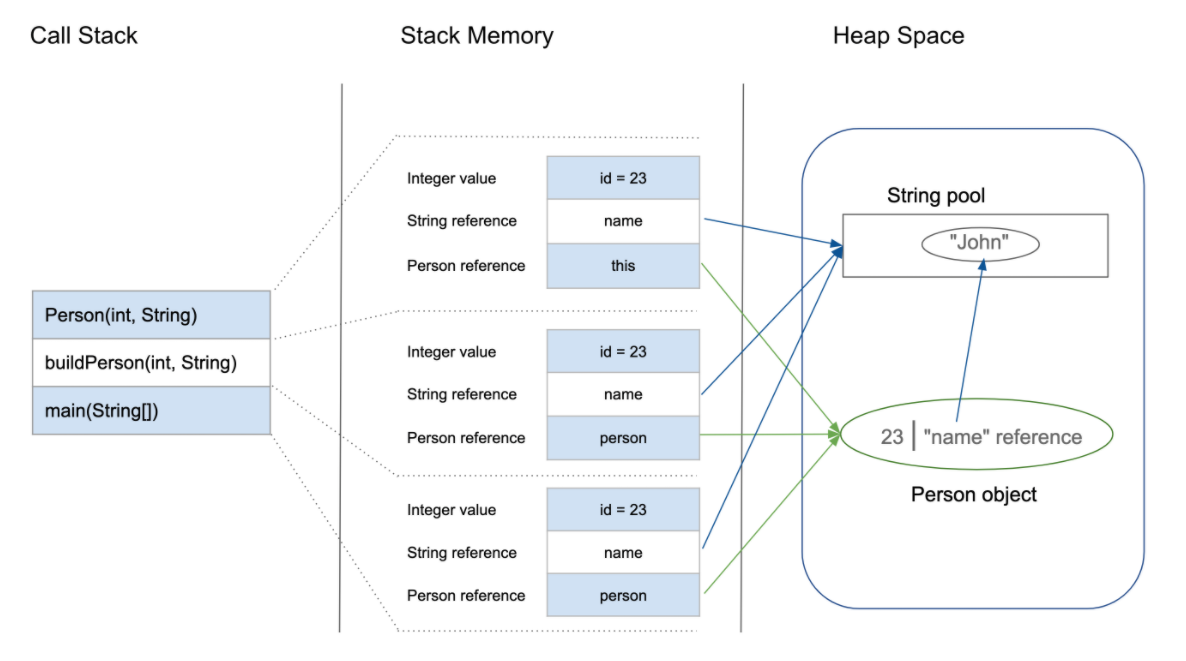 Call Stack
Stack Memory
Heap Space
Person(int, String)
buildPerson(int, String)
main(String[])
Integer value
id = 23
String reference
name
Person reference
this
Integer value
id = 23
String reference
name
Person reference
person
Integer value
id = 23
String reference
name
Person reference
person
String pool
"John"
23 | "name" reference
Person object